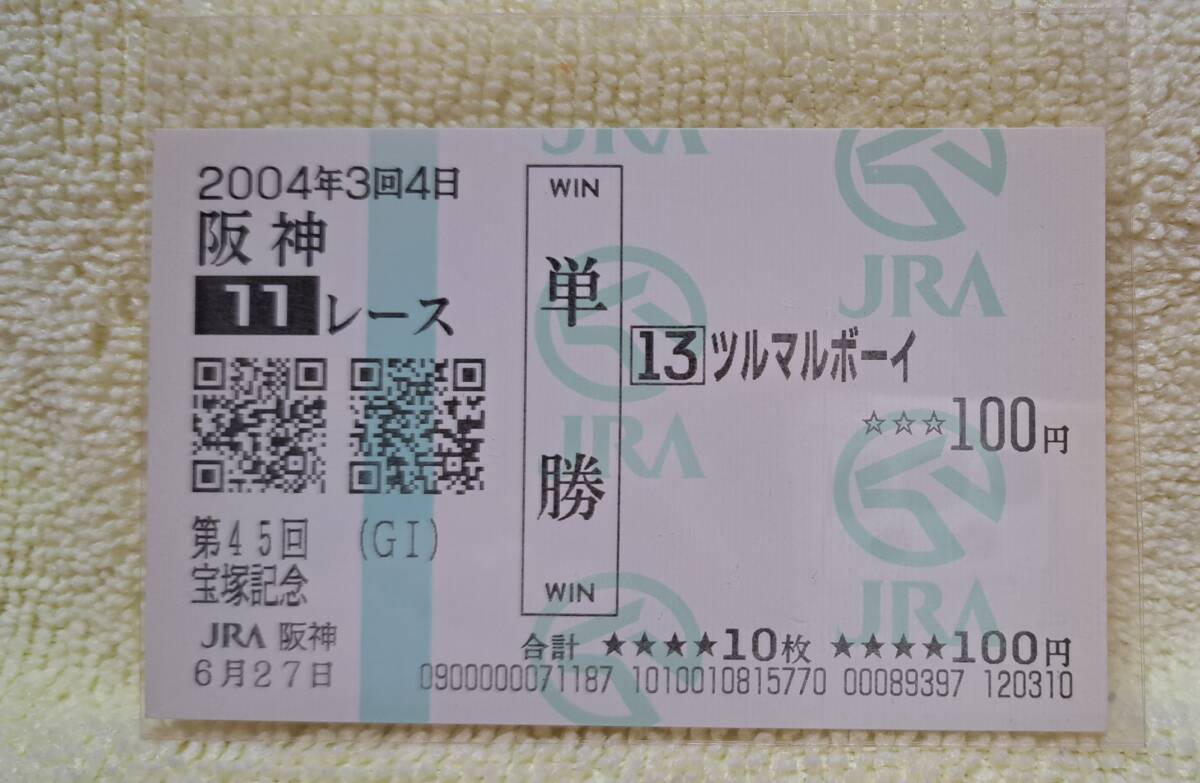 2004年3回4日
阪神
11レース
第45回 (GI)
宝塚記念
JRA 阪神
6月27日
WIN
単勝
WIN
13 ツルマルボーイ
☆☆☆100円
合計 ★★★★10枚 ★★★★100円
0900000071187 1010010815770 00089397 120310
JRA
JRA
JRA
JRA